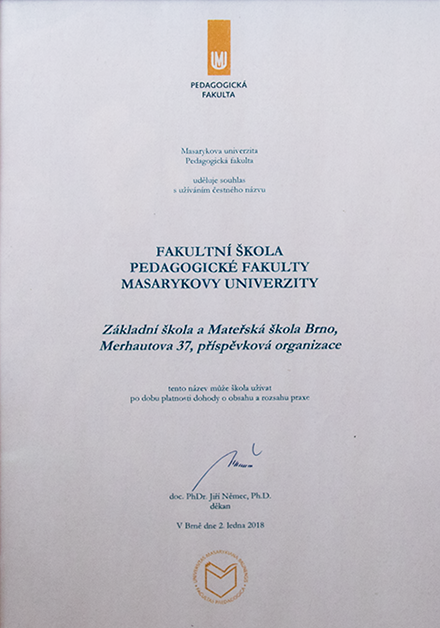 MU
PEDAGOGICKÁ
FAKULTA
Masarykova univerzita
Pedagogická fakulta
uděluje souhlas
s užíváním čestného názvu
FAKULTNÍ ŠKOLA
PEDAGOGICKÉ FAKULTY
MASARYKOVY UNIVERZITY
Základní škola a Mateřská škola Brno,
Merhautova 37, příspěvková organizace
tento název může škola užívat
po dobu platnosti dohody o obsahu a rozsahu praxe
doc. PhDr. Jiří Němec, Ph.D.
děkan
V Brně dne 2. ledna 2018